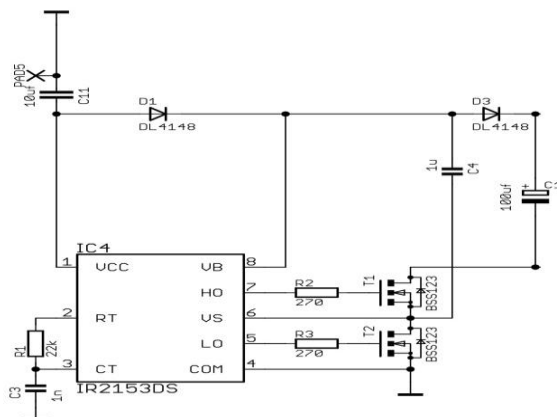 PAD5
10uf
C11
D1
DL4148
D3
DL4148
1u
C4
100uf
+
IC4
1 VCC VB 8
HO 7
R2
270
T1
BSS123
2 RT VS 6
R1
22k
LO 5
R3
270
T2
BSS123
3 CT COM 4
C3
1n
IR2153DS